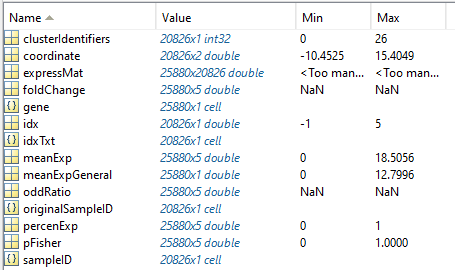 Name Value Min Max
clusterIdentifiers 20826x1 int32 0 26
coordinate 20826x2 double -10.4525 15.4049
expressMat 25880x20826 double <Too man... <Too man...
foldChange 25880x5 double NaN NaN
gene 25880x1 cell
idx 20826x1 double -1 5
idxTxt 20826x1 cell
meanExp 25880x5 double 0 18.5056
meanExpGeneral 25880x1 double 0 12.7996
oddRatio 25880x5 double NaN NaN
originalSampleID 20826x1 cell
percenExp 25880x5 double 0 1
pFisher 25880x5 double 0 1.0000
sampleID 20826x1 cell